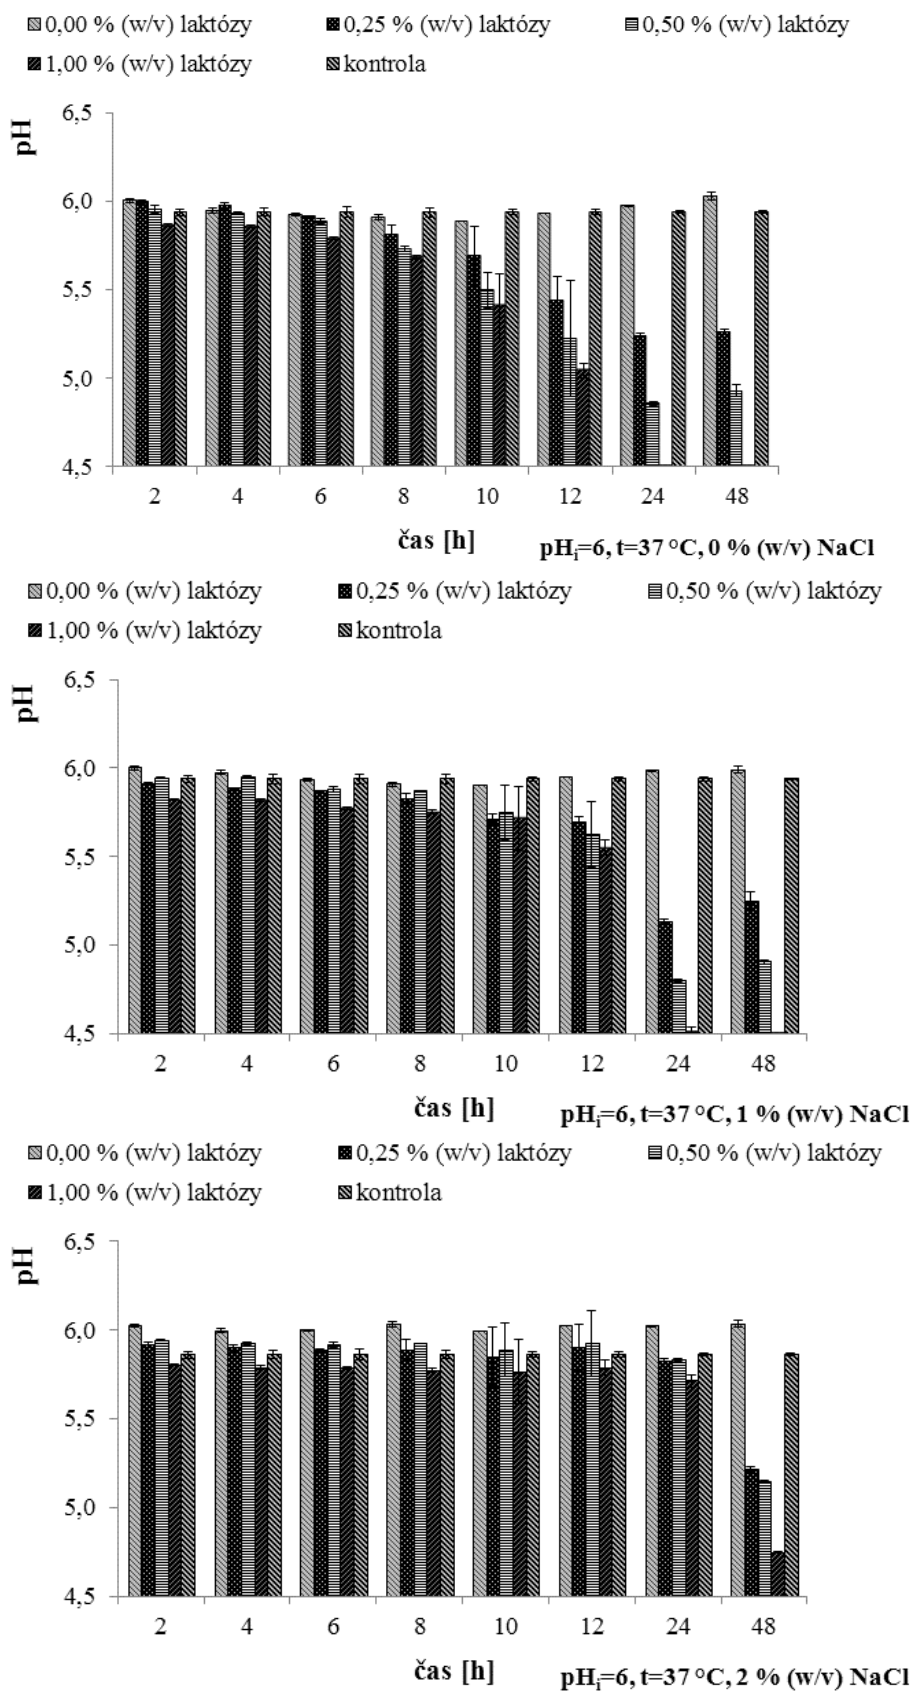 0,00 % (w/v) laktózy 0,25 % (w/v) laktózy 0,50 % (w/v) laktózy
1,00 % (w/v) laktózy kontrola
pH
6,5
6,0
5,5
5,0
4,5
2 4 6 8 10 12 24 48
čas [h]
pHi=6, t=37 °C, 0 % (w/v) NaCl
0,00 % (w/v) laktózy 0,25 % (w/v) laktózy 0,50 % (w/v) laktózy
1,00 % (w/v) laktózy kontrola
pH
6,5
6,0
5,5
5,0
4,5
2 4 6 8 10 12 24 48
čas [h]
pHi=6, t=37 °C, 1 % (w/v) NaCl
0,00 % (w/v) laktózy 0,25 % (w/v) laktózy 0,50 % (w/v) laktózy
1,00 % (w/v) laktózy kontrola
pH
6,5
6,0
5,5
5,0
4,5
2 4 6 8 10 12 24 48
čas [h]
pHi=6, t=37 °C, 2 % (w/v) NaCl